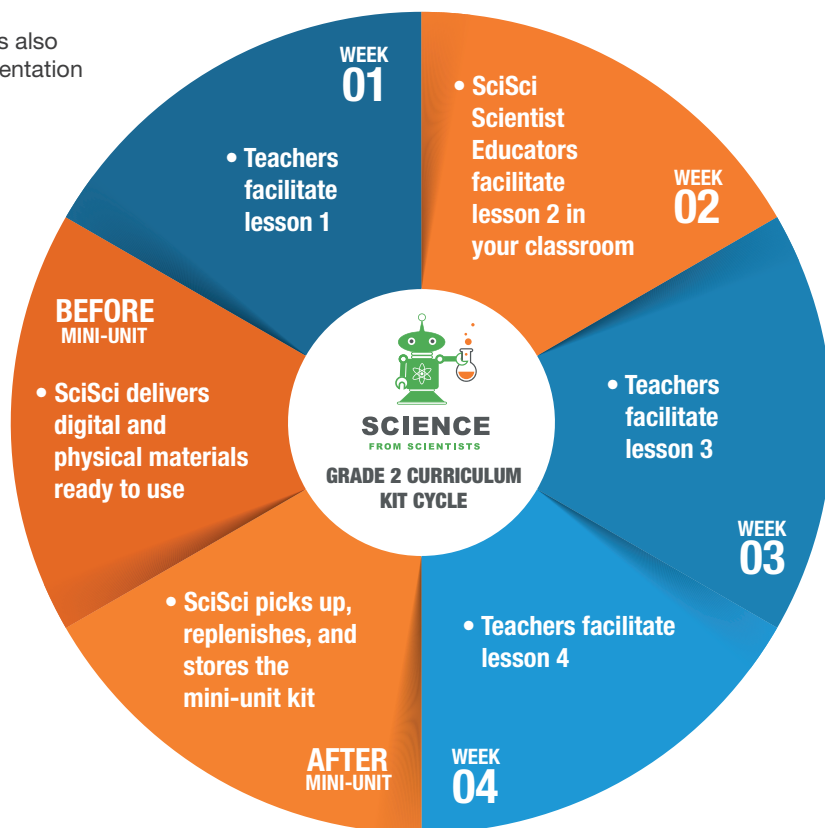 s also
entation
WEEK
01
• Teachers
facilitate
lesson 1
• SciSci
Scientist
Educators
facilitate
lesson 2 in
your classroom
WEEK
02
• Teachers
facilitate
lesson 3
WEEK
03
• Teachers facilitate
lesson 4
WEEK
04
• SciSci picks up,
replenishes, and
stores the
mini-unit kit
AFTER
MINI-UNIT
BEFORE
MINI-UNIT
• SciSci delivers
digital and
physical materials
ready to use
SCIENCE
FROM SCIENTISTS
GRADE 2 CURRICULUM
KIT CYCLE